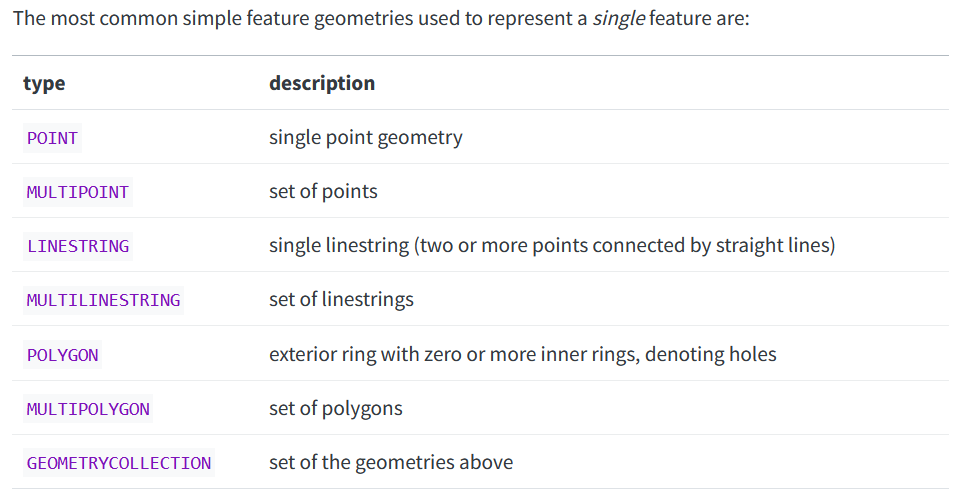 The most common simple feature geometries used to represent a single feature are:
type description
POINT single point geometry
MULTIPOINT set of points
LINESTRING single linestring (two or more points connected by straight lines)
MULTILINESTRING set of linestrings
POLYGON exterior ring with zero or more inner rings, denoting holes
MULTIPOLYGON set of polygons
GEOMETRYCOLLECTION set of the geometries above